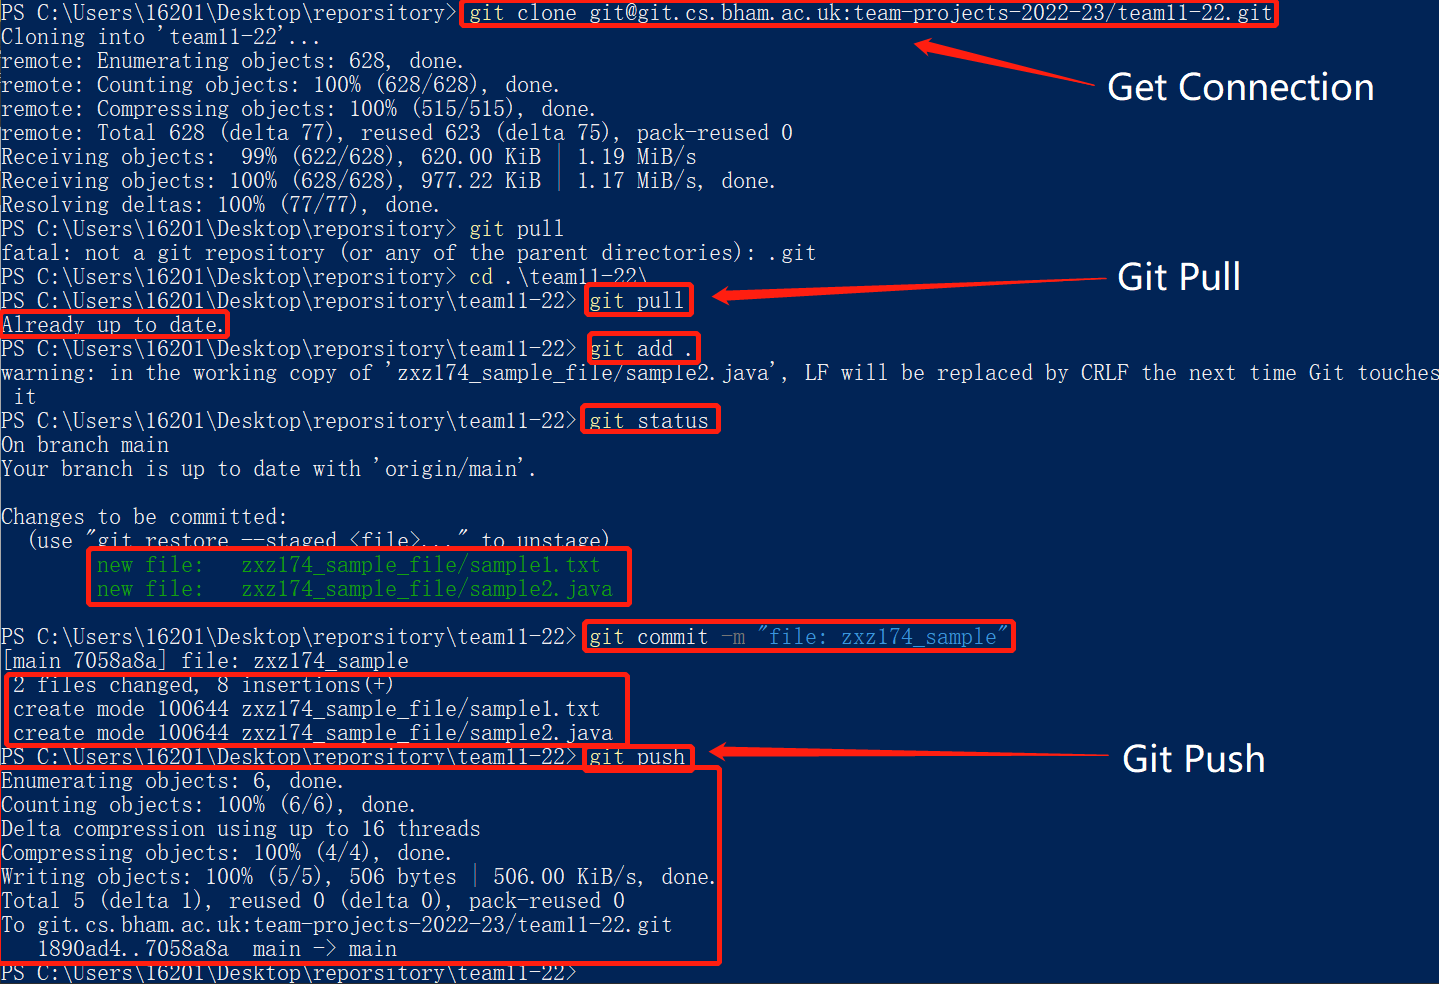 PS C:\Users\16201\Desktop\reporsitory> git clone git@git.cs.bham.ac.uk:team-projects-2022-23/team11-22.git
Cloning into 'team11-22'...
remote: Enumerating objects: 628, done.
remote: Counting objects: 100% (628/628), done.
Get Connection
remote: Compressing objects: 100% (515/515), done.
remote: Total 628 (delta 77), reused 623 (delta 75), pack-reused 0
Receiving objects:  99% (622/628), 620.00 KiB | 1.19 MiB/s
Receiving objects: 100% (628/628), 977.22 KiB | 1.17 MiB/s, done.
Resolving deltas: 100% (77/77), done.
PS C:\Users\16201\Desktop\reporsitory> git pull
fatal: not a git repository (or any of the parent directories): .git
PS C:\Users\16201\Desktop\reporsitory> cd .\team11-22\
Git Pull
PS C:\Users\16201\Desktop\reporsitory\team11-22> git pull
Already up to date.
PS C:\Users\16201\Desktop\reporsitory\team11-22> git add .
warning: in the working copy of 'zxz174_sample_file/sample2.java', LF will be replaced by CRLF the next time Git touches
 it
PS C:\Users\16201\Desktop\reporsitory\team11-22> git status
On branch main
Your branch is up to date with 'origin/main'.
Changes to be committed:
  (use "git restore --staged <file>..." to unstage)
        new file:   zxz174_sample_file/sample1.txt
        new file:   zxz174_sample_file/sample2.java
PS C:\Users\16201\Desktop\reporsitory\team11-22> git commit -m "file: zxz174_sample"
[main 7058a8a] file: zxz174_sample
 2 files changed, 8 insertions(+)
 create mode 100644 zxz174_sample_file/sample1.txt
 create mode 100644 zxz174_sample_file/sample2.java
PS C:\Users\16201\Desktop\reporsitory\team11-22> git push
Git Push
Enumerating objects: 6, done.
Counting objects: 100% (6/6), done.
Delta compression using up to 16 threads
Compressing objects: 100% (4/4), done.
Writing objects: 100% (5/5), 506 bytes | 506.00 KiB/s, done.
Total 5 (delta 1), reused 0 (delta 0), pack-reused 0
To git.cs.bham.ac.uk:team-projects-2022-23/team11-22.git
   1890ad4..7058a8a  main -> main
PS C:\Users\16201\Desktop\reporsitory\team11-22>